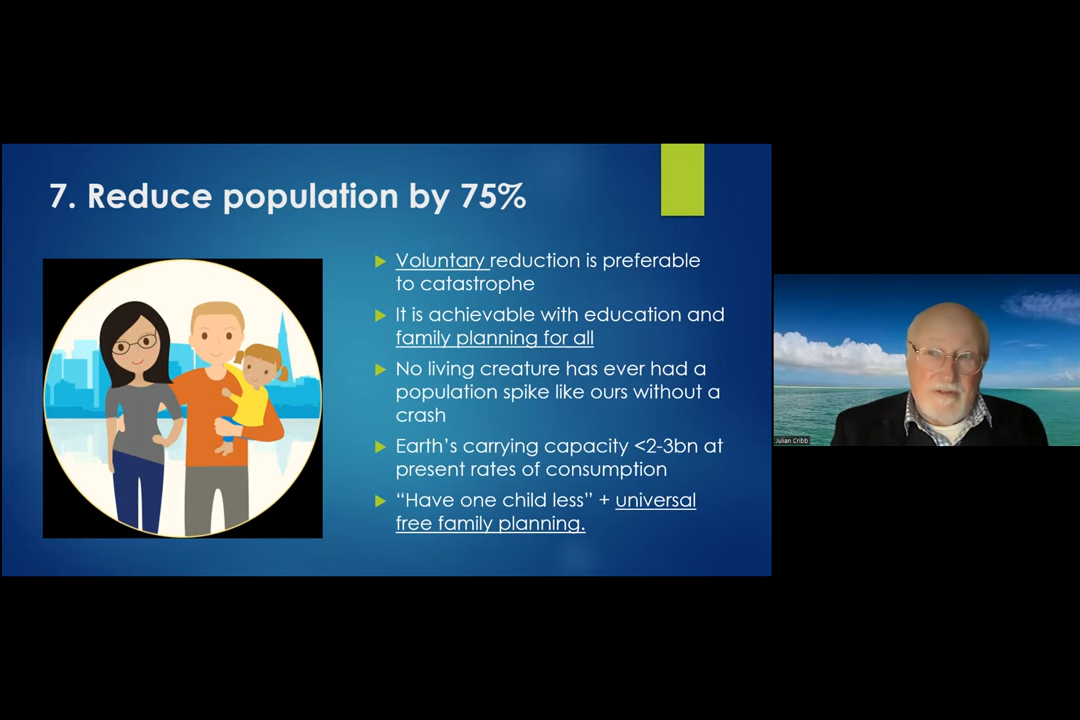 7. Reduce population by 75%
Voluntary reduction is preferable
to catastrophe
It is achievable with education and
family planning for all
No living creature has ever had a
population spike like ours without a
crash
Earth's carrying capacity <2-3bn at
present rates of consumption
“Have one child less” + universal
free family planning.
Julian Cribb